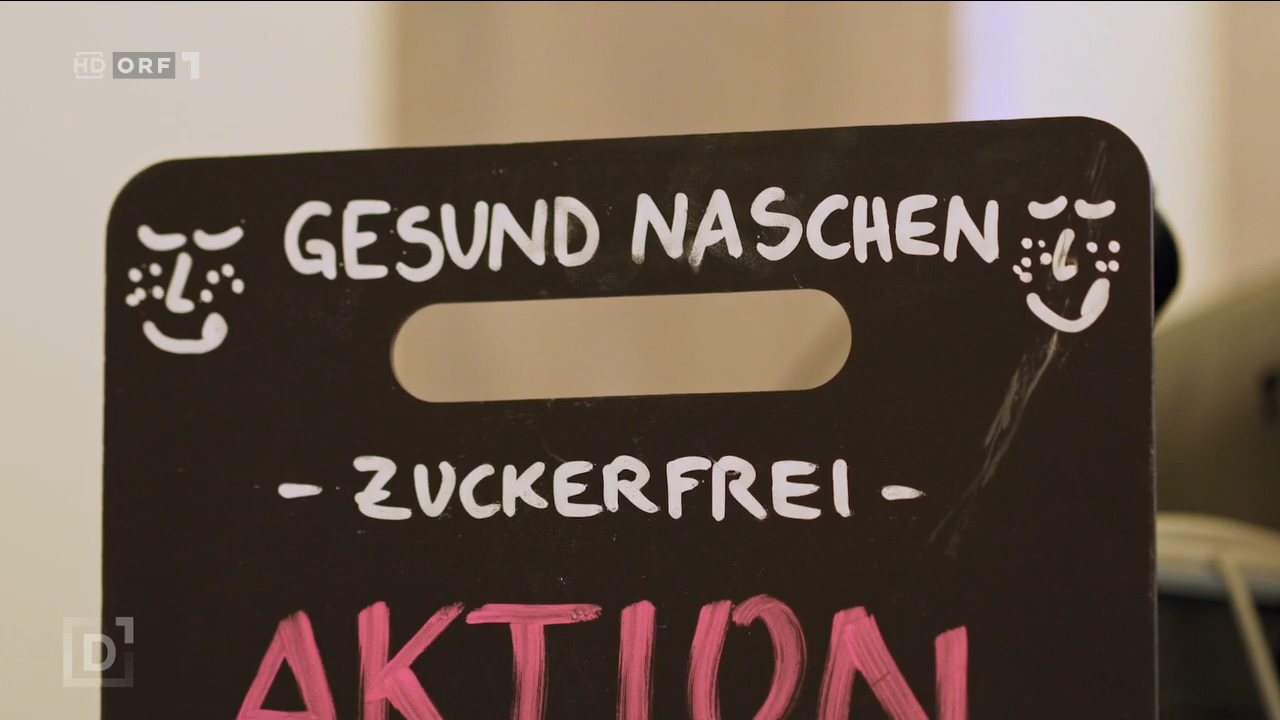 HD ORF 1
GESUND NASCHEN
- ZUCKERFREI -
AKTION
D